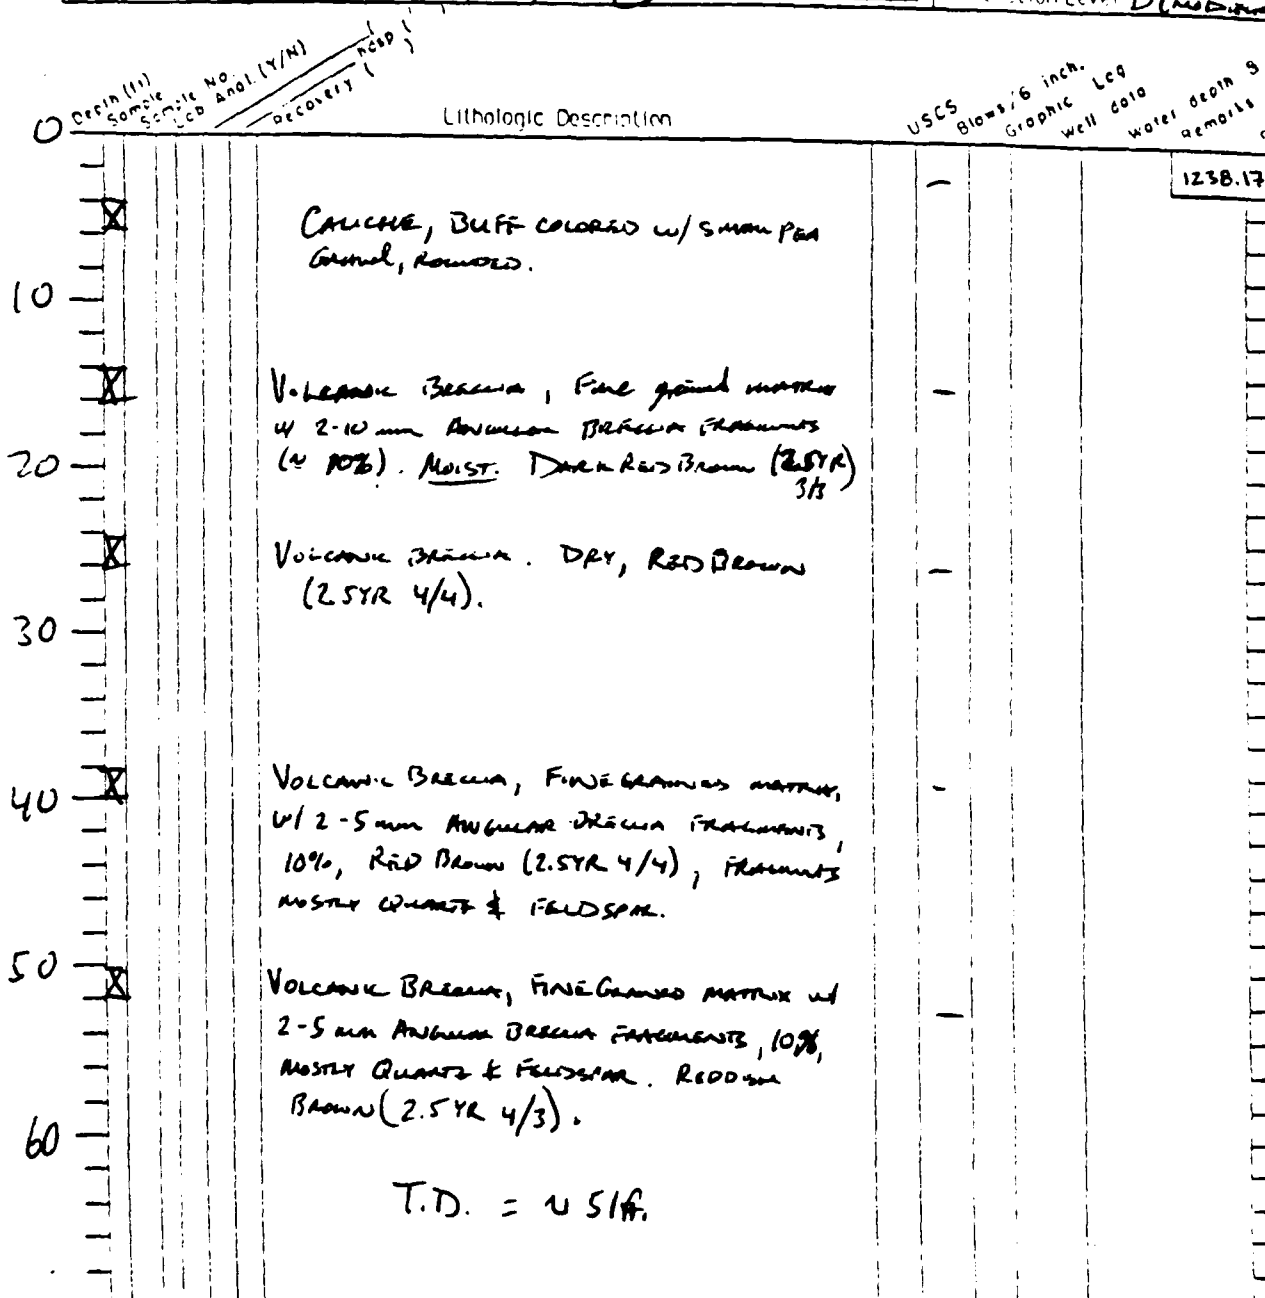 D (MOD
Depth (ft)
Sample
Sample No.
Lab Anal. (Y/N)
Recovery (
Lithologic Description
USCS
Blows/6 inch.
Graphic Log
Well data
Water depth &
Remarks
0
1238.17
CALICHE, BUFF COLORED W/ SMALL PEA
GRAVEL, ROUNDED.
10
VOLCANIC BRECCIA, FINE grained MATRIX
W/ 2-10 mm ANGULAR BRECCIA FRAGMENTS
(~ 10%). MOIST. DARK RED BROWN (2.5YR)
3/3
20
VOLCANIC BRECCIA. DRY, RED BROWN
(2.5YR 4/4).
30
VOLCANIC BRECCIA, FINE GRAINED MATRIX,
W/ 2-5 mm ANGULAR BRECCIA FRAGMENTS,
40
10%, RED BROWN (2.5YR 4/4), FRAGMENTS
MOSTLY QUARTZ & FELDSPAR.
50
VOLCANIC BRECCIA, FINE GRAINED MATRIX W/
2-5 mm ANGULAR BRECCIA FRAGMENTS, 10%,
MOSTLY QUARTZ & FELDSPAR. REDDISH
BROWN (2.5 YR 4/3).
60
T.D. = ~ 51 ft.